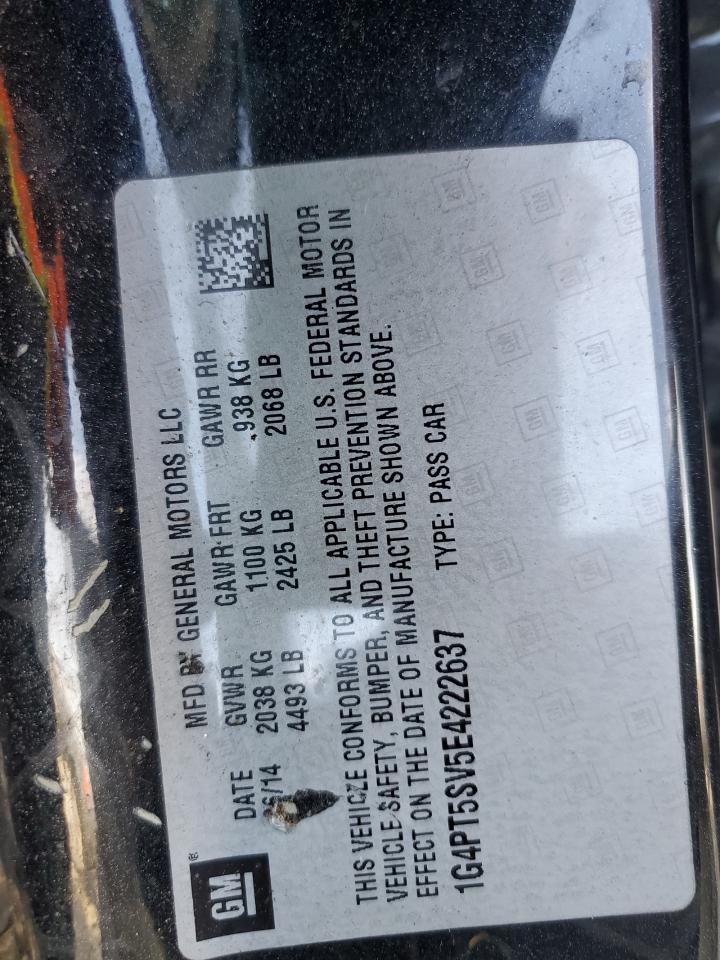 GM®
MFD BY GENERAL MOTORS LLC
DATE GVWR GAWR FRT GAWR RR
6/14 2038 KG 1100 KG 938 KG
4493 LB 2425 LB 2068 LB
THIS VEHICLE CONFORMS TO ALL APPLICABLE U.S. FEDERAL MOTOR
VEHICLE SAFETY, BUMPER, AND THEFT PREVENTION STANDARDS IN
EFFECT ON THE DATE OF MANUFACTURE SHOWN ABOVE.
1G4PT5SV5E4222637 TYPE: PASS CAR